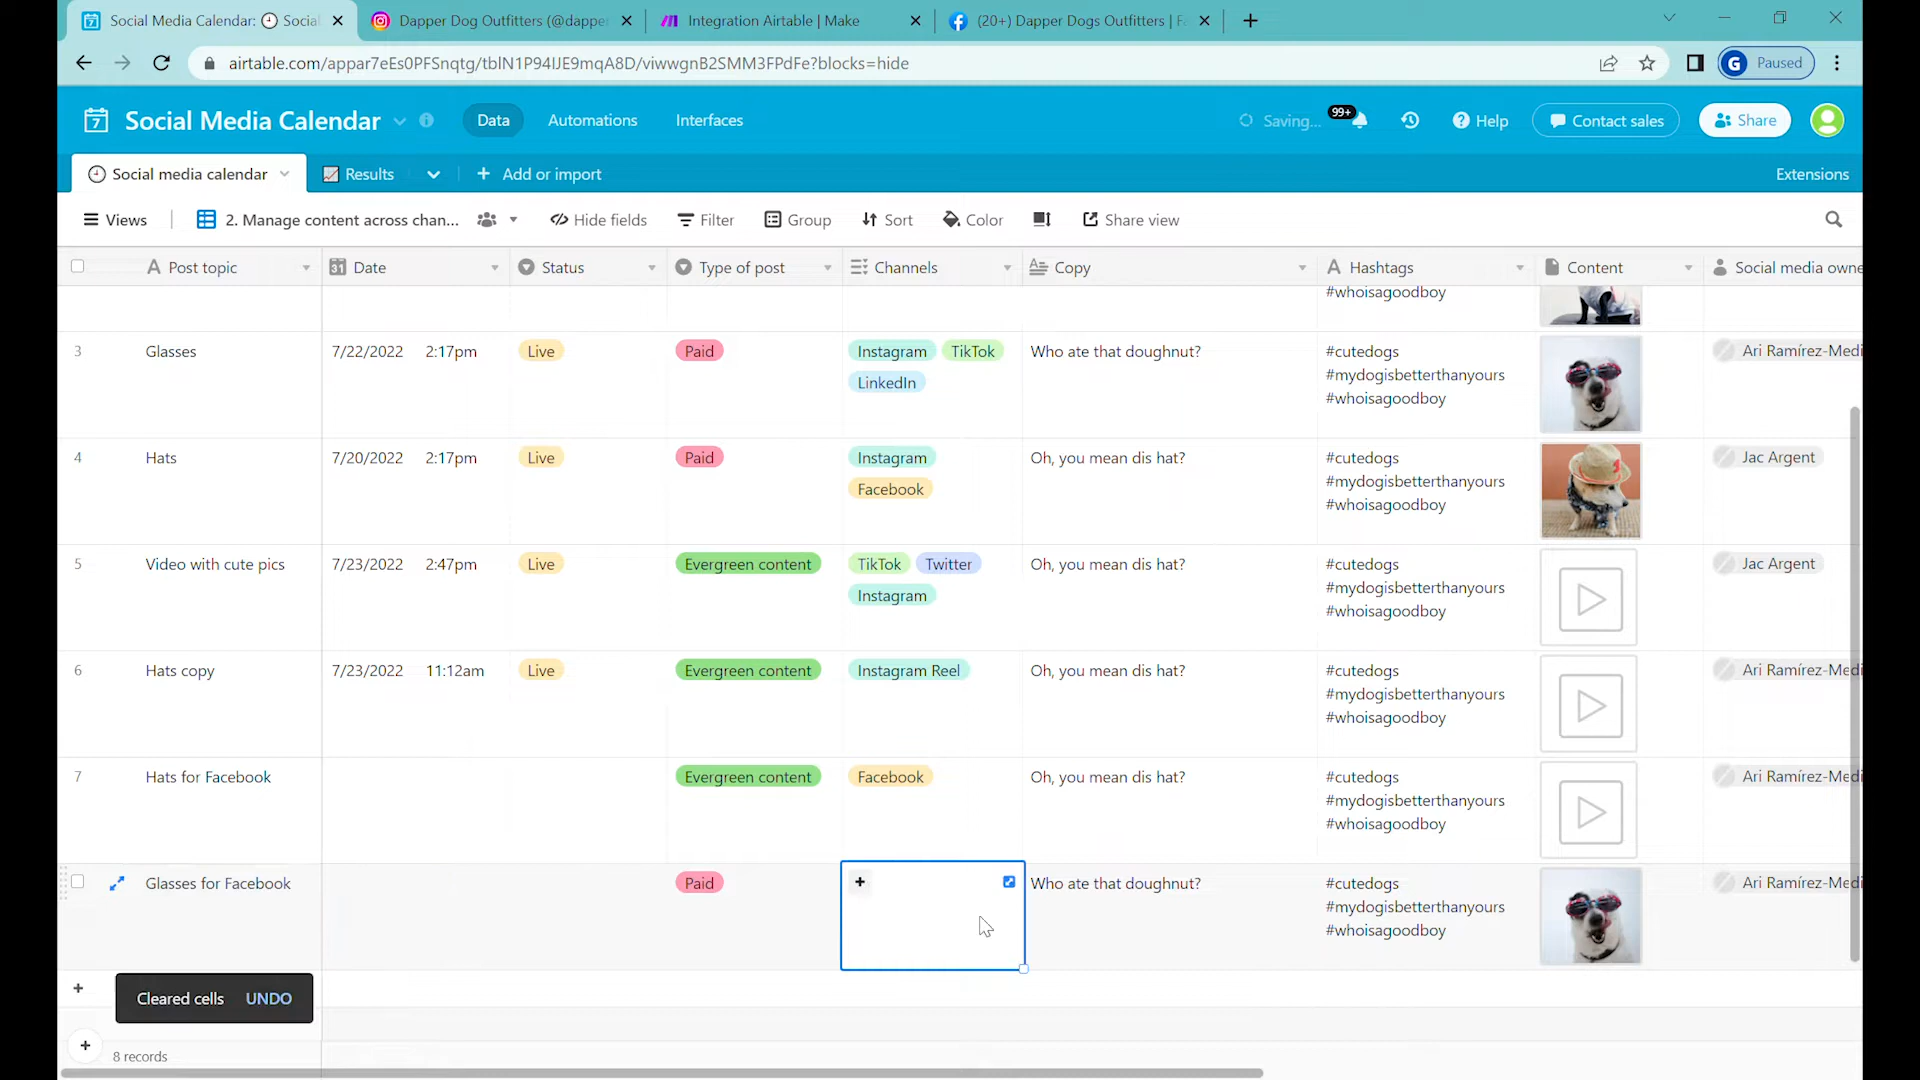 Social Media Calendar: Social
Dapper Dog Outfitters (@dapper
Integration Airtable | Make
(20+) Dapper Dogs Outfitters | Fa
airtable.com/appar7eEs0PFSnqtg/tblN1P94IJE9mqA8D/viwwgnB2SMM3FPdFe?blocks=hide
G Paused
7 Social Media Calendar
Data
Automations
Interfaces
Saving...
99+
Help
Contact sales
Share
Social media calendar
Results
+ Add or import
Extensions
Views
2. Manage content across chan...
Hide fields
Filter
Group
Sort
Color
Share view
Post topic
Date
Status
Type of post
Channels
Copy
Hashtags
Content
Social media owne
#whoisagoodboy
3 Glasses 7/22/2022 2:17pm Live Paid Instagram TikTok Who ate that doughnut? #cutedogs Ari Ramírez-Medi
LinkedIn #mydogisbetterthanyours
#whoisagoodboy
4 Hats 7/20/2022 2:17pm Live Paid Instagram Oh, you mean dis hat? #cutedogs Jac Argent
Facebook #mydogisbetterthanyours
#whoisagoodboy
5 Video with cute pics 7/23/2022 2:47pm Live Evergreen content TikTok Twitter Oh, you mean dis hat? #cutedogs Jac Argent
Instagram #mydogisbetterthanyours
#whoisagoodboy
6 Hats copy 7/23/2022 11:12am Live Evergreen content Instagram Reel Oh, you mean dis hat? #cutedogs Ari Ramírez-Medi
#mydogisbetterthanyours
#whoisagoodboy
7 Hats for Facebook Evergreen content Facebook Oh, you mean dis hat? #cutedogs Ari Ramírez-Medi
#mydogisbetterthanyours
#whoisagoodboy
Glasses for Facebook Paid + Who ate that doughnut? #cutedogs Ari Ramírez-Medi
#mydogisbetterthanyours
#whoisagoodboy
+
Cleared cells UNDO
+
8 records